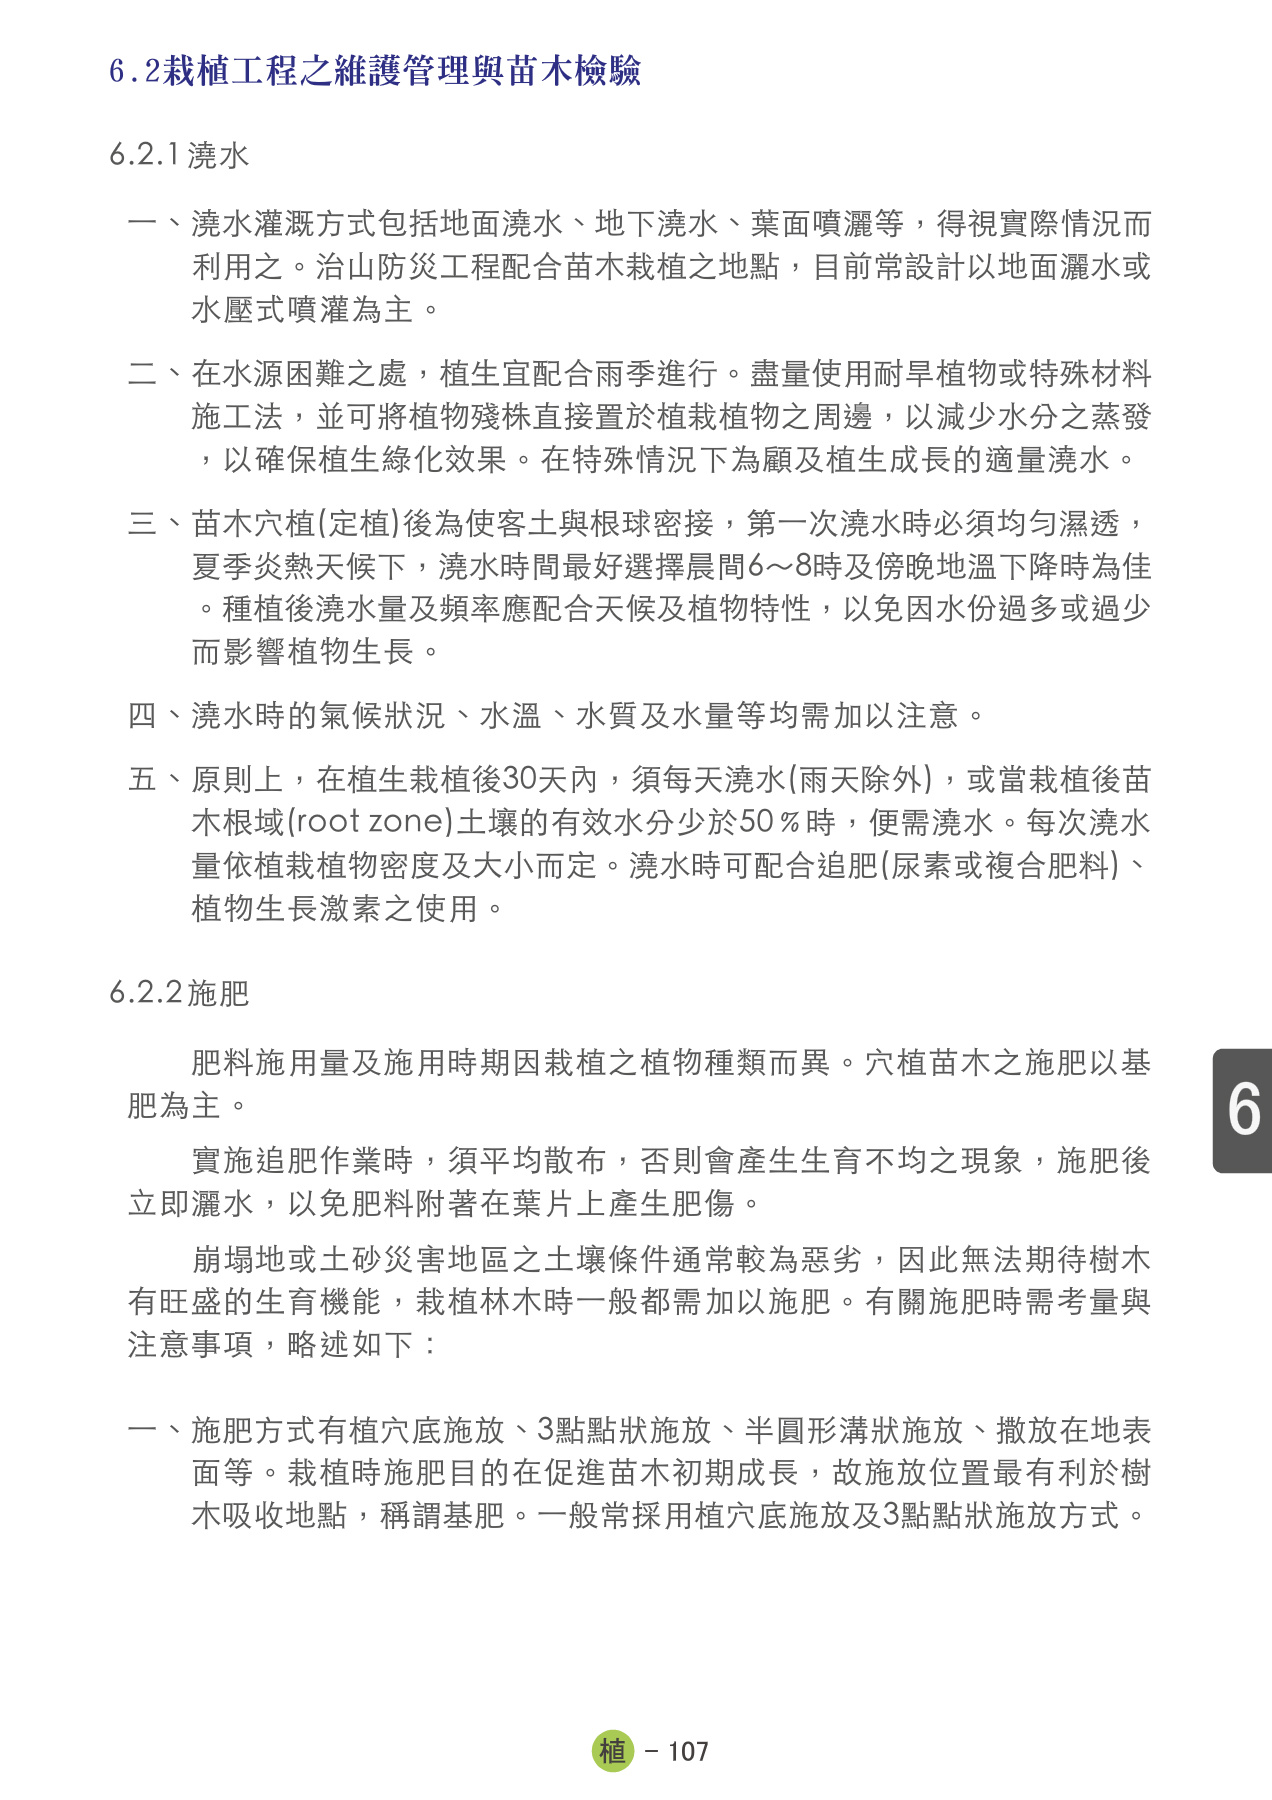 6.2栽植工程之維護管理與苗木檢驗
6.2.1澆水
一、澆水灌溉方式包括地面澆水、地下澆水、葉面噴灑等，得視實際情況而
利用之。治山防災工程配合苗木栽植之地點，目前常設計以地面灑水或
水壓式噴灌為主。
二、在水源困難之處，植生宜配合雨季進行。盡量使用耐旱植物或特殊材料
施工法，並可將植物殘株直接置於植栽植物之周邊，以減少水分之蒸發
，以確保植生綠化效果。在特殊情況下為顧及植生成長的適量澆水。
三、苗木穴植(定植)後為使客土與根球密接，第一次澆水時必須均勻濕透，
夏季炎熱天候下，澆水時間最好選擇晨間6～8時及傍晚地溫下降時為佳
。種植後澆水量及頻率應配合天候及植物特性，以免因水份過多或過少
而影響植物生長。
四、澆水時的氣候狀況、水溫、水質及水量等均需加以注意。
五、原則上，在植生栽植後30天內，須每天澆水(雨天除外)，或當栽植後苗
木根域(root zone)土壤的有效水分少於50％時，便需澆水。每次澆水
量依植栽植物密度及大小而定。澆水時可配合追肥(尿素或複合肥料)、
植物生長激素之使用。
6.2.2施肥
肥料施用量及施用時期因栽植之植物種類而異。穴植苗木之施肥以基
肥為主。
實施追肥作業時，須平均散布，否則會產生生育不均之現象，施肥後
立即灑水，以免肥料附著在葉片上產生肥傷。
崩塌地或土砂災害地區之土壤條件通常較為惡劣，因此無法期待樹木
有旺盛的生育機能，栽植林木時一般都需加以施肥。有關施肥時需考量與
注意事項，略述如下：
一、施肥方式有植穴底施放、3點點狀施放、半圓形溝狀施放、撒放在地表
面等。栽植時施肥目的在促進苗木初期成長，故施放位置最有利於樹
木吸收地點，稱謂基肥。一般常採用植穴底施放及3點點狀施放方式。
6
植 - 107